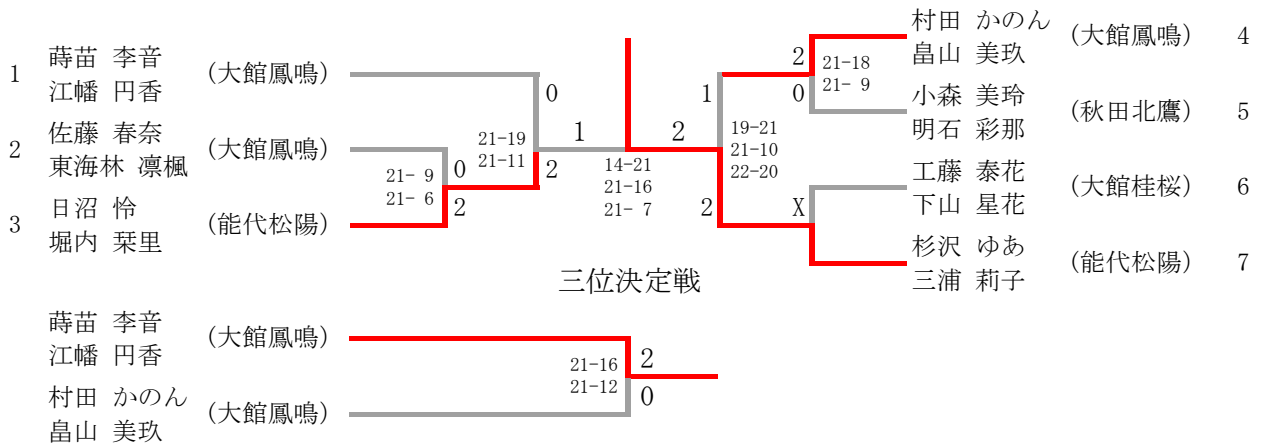 1 蒔苗 李音 (大館鳳鳴)
江幡 円香
2 佐藤 春奈 (大館鳳鳴)
東海林 凛楓
3 日沼 怜 (能代松陽)
堀内 栞里
0
21-19
21-11
2
21- 9
21- 6
0
2
1
2
14-21
21-16
21- 7
村田 かのん (大館鳳鳴) 4
畠山 美玖
小森 美玲 (秋田北鷹) 5
明石 彩那
工藤 泰花 (大館桂桜) 6
下山 星花
杉沢 ゆあ (能代松陽) 7
三浦 莉子
2
21-18
21- 9
0
1
19-21
21-10
22-20
2
X
三位決定戦
蒔苗 李音 (大館鳳鳴)
江幡 円香
村田 かのん (大館鳳鳴)
畠山 美玖
21-16
21-12
2
0